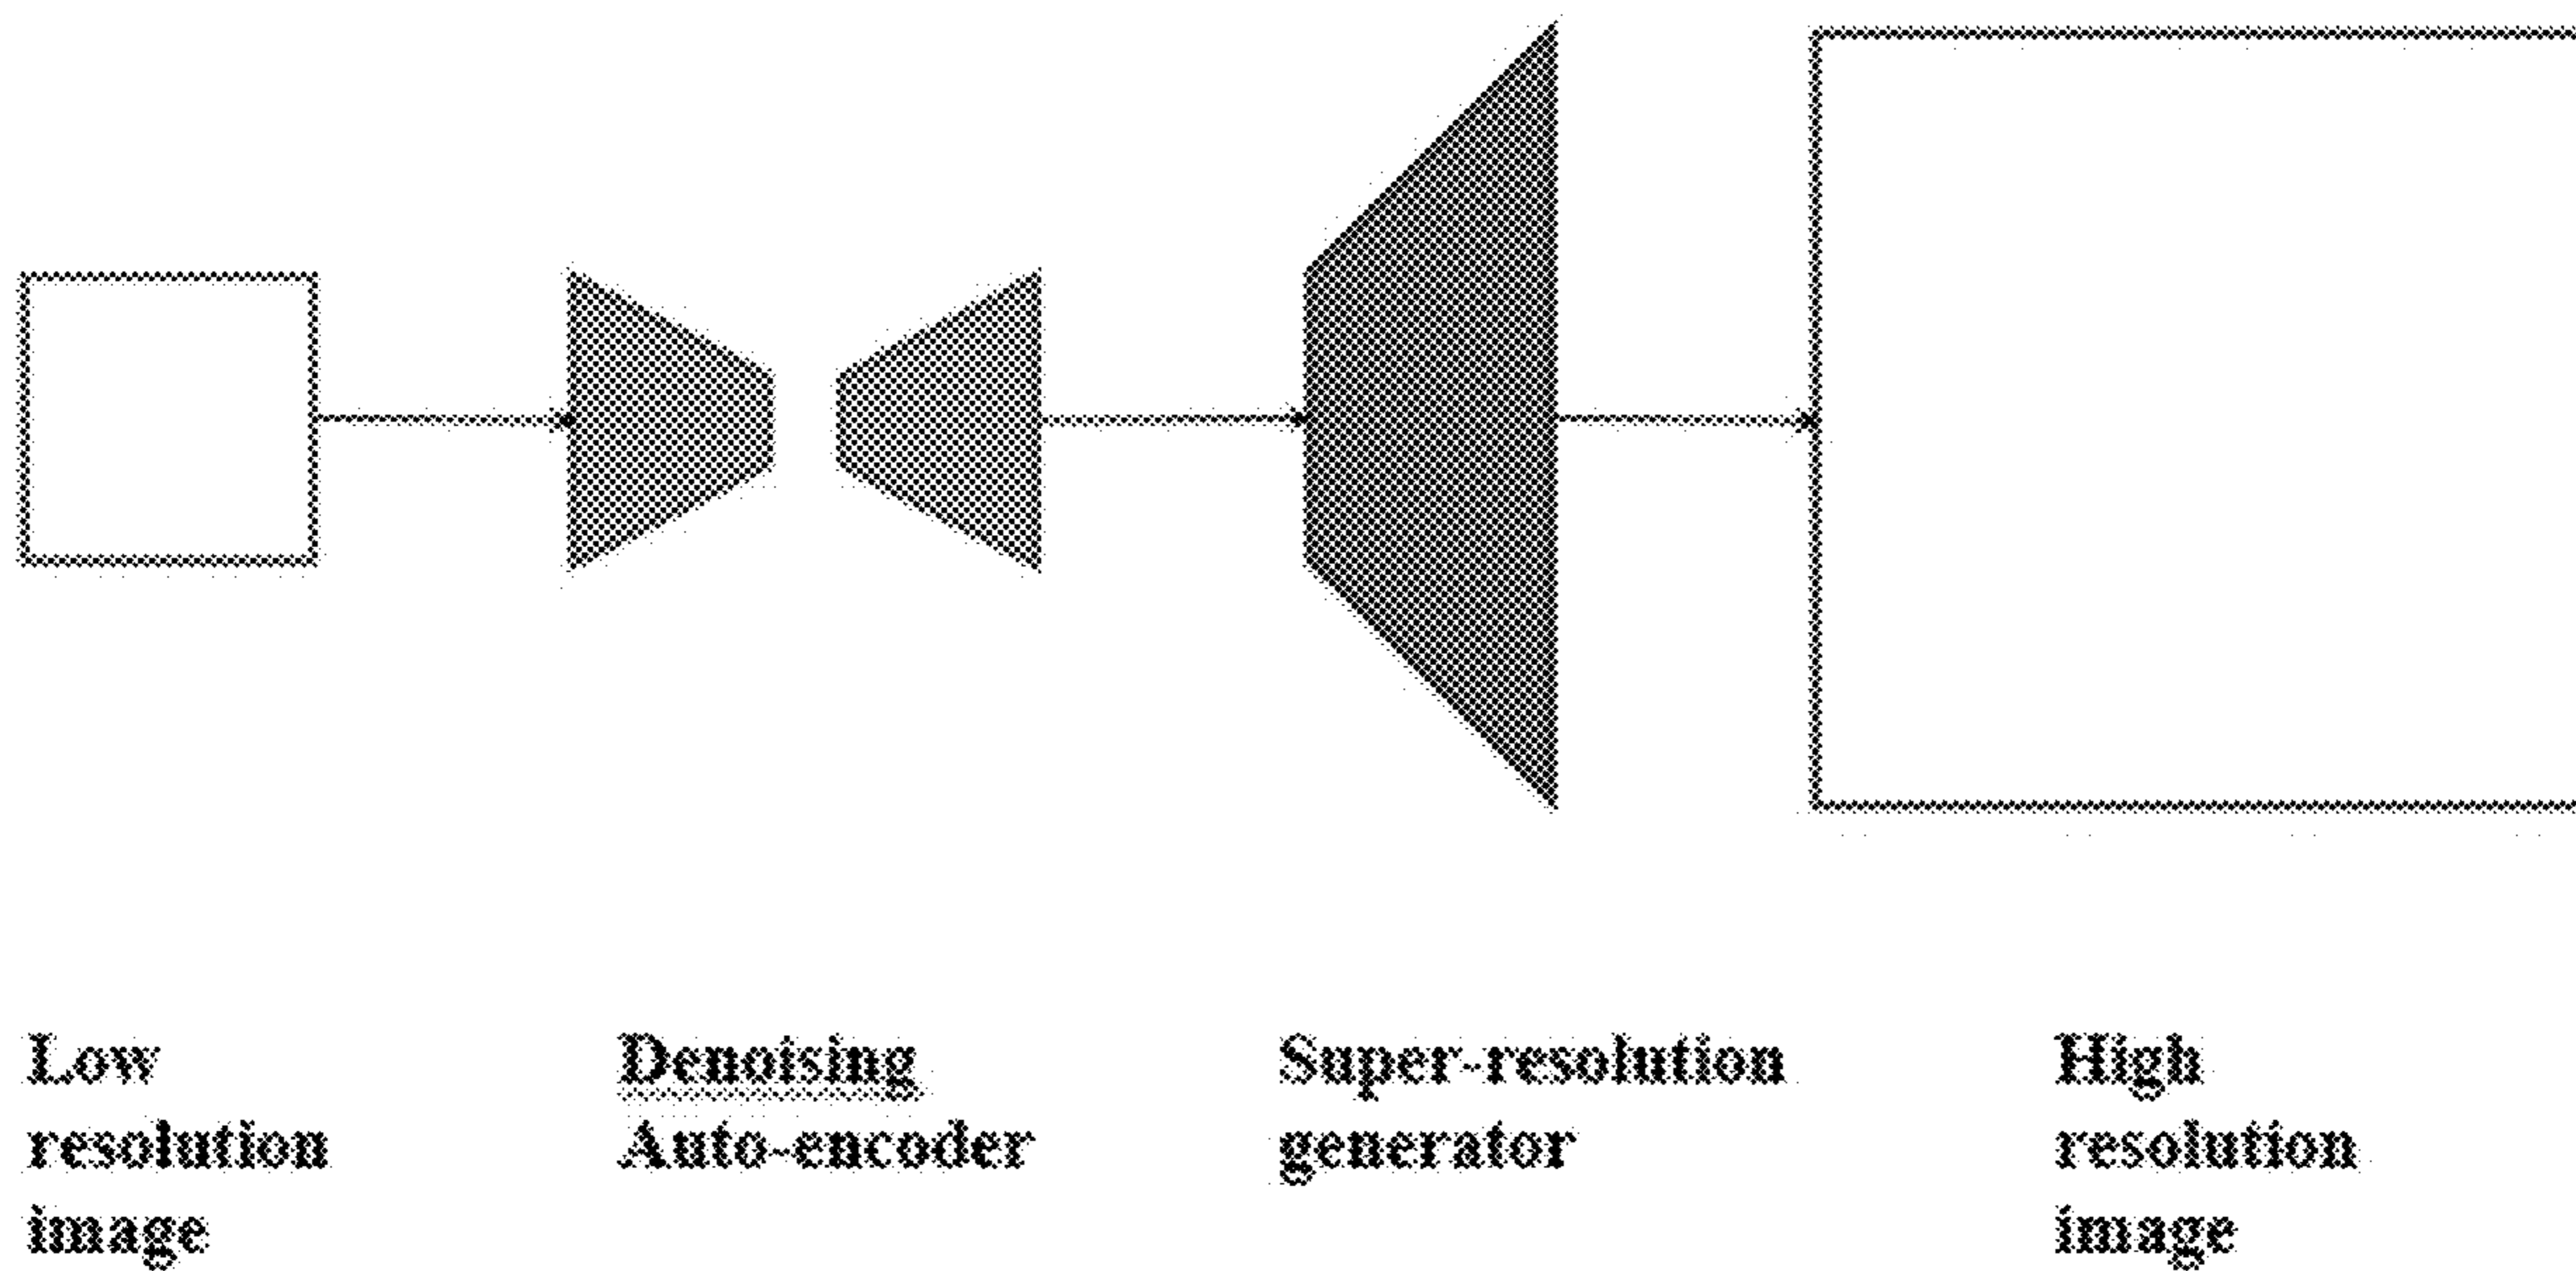 Low
resolution
image
Denoising
Auto-encoder
Super-resolution
generator
High
resolution
image